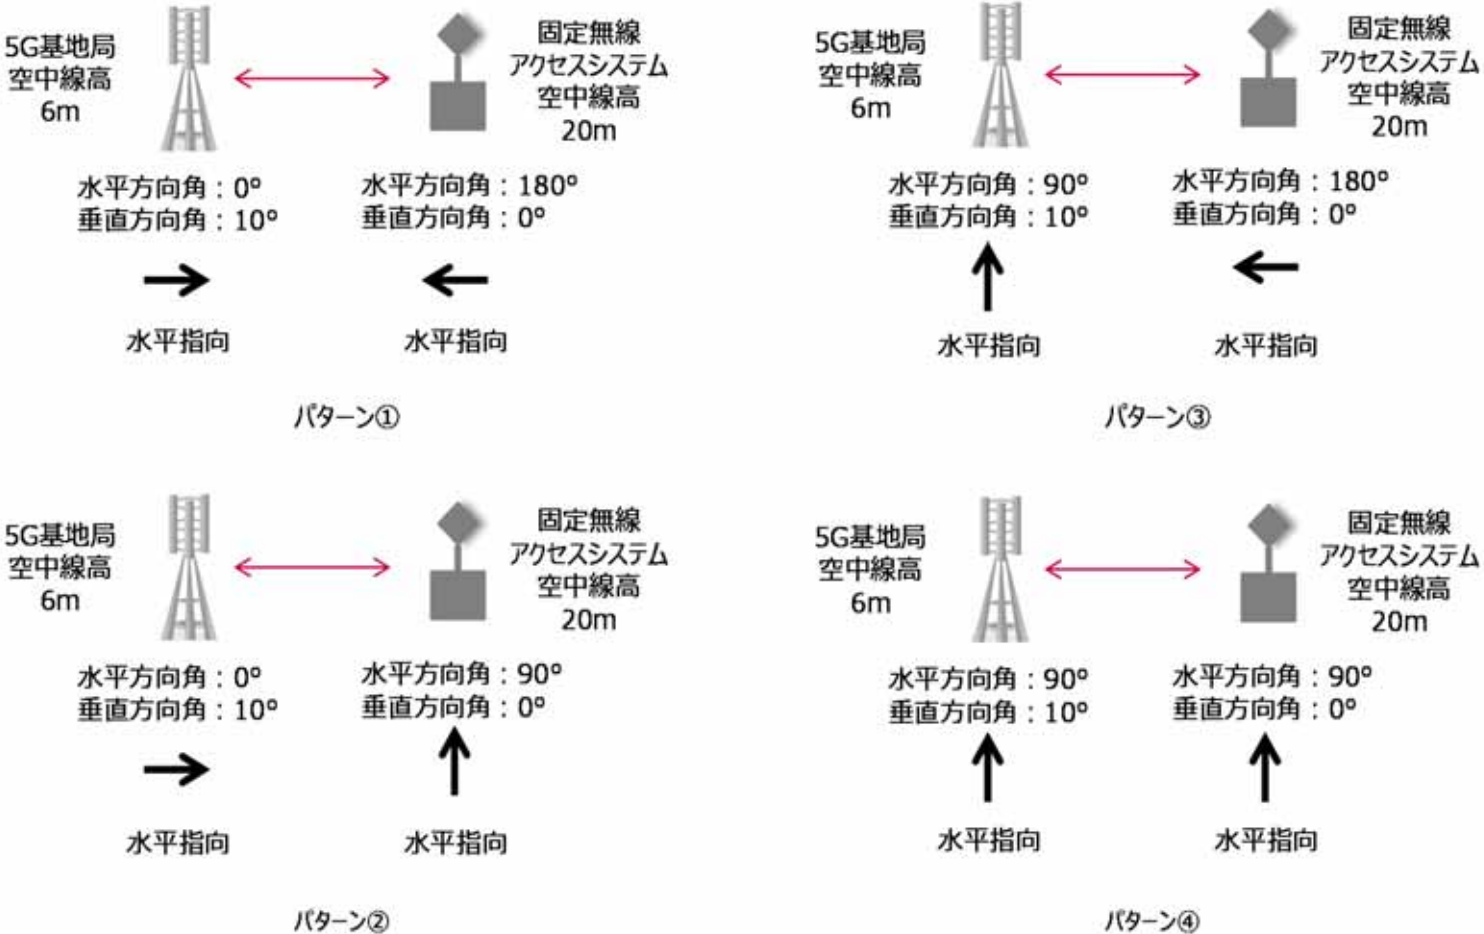 5G基地局
空中線高
6m
固定無線
アクセスシステム
空中線高
20m
水平方向角:0°
垂直方向角:10°
水平方向角:180°
垂直方向角:0°
水平指向
水平指向
パターン①
5G基地局
空中線高
6m
固定無線
アクセスシステム
空中線高
20m
水平方向角:90°
垂直方向角:10°
水平方向角:180°
垂直方向角:0°
水平指向
水平指向
パターン③
5G基地局
空中線高
6m
固定無線
アクセスシステム
空中線高
20m
水平方向角:0°
垂直方向角:10°
水平方向角:90°
垂直方向角:0°
水平指向
水平指向
パターン②
5G基地局
空中線高
6m
固定無線
アクセスシステム
空中線高
20m
水平方向角:90°
垂直方向角:10°
水平方向角:90°
垂直方向角:0°
水平指向
水平指向
パターン④